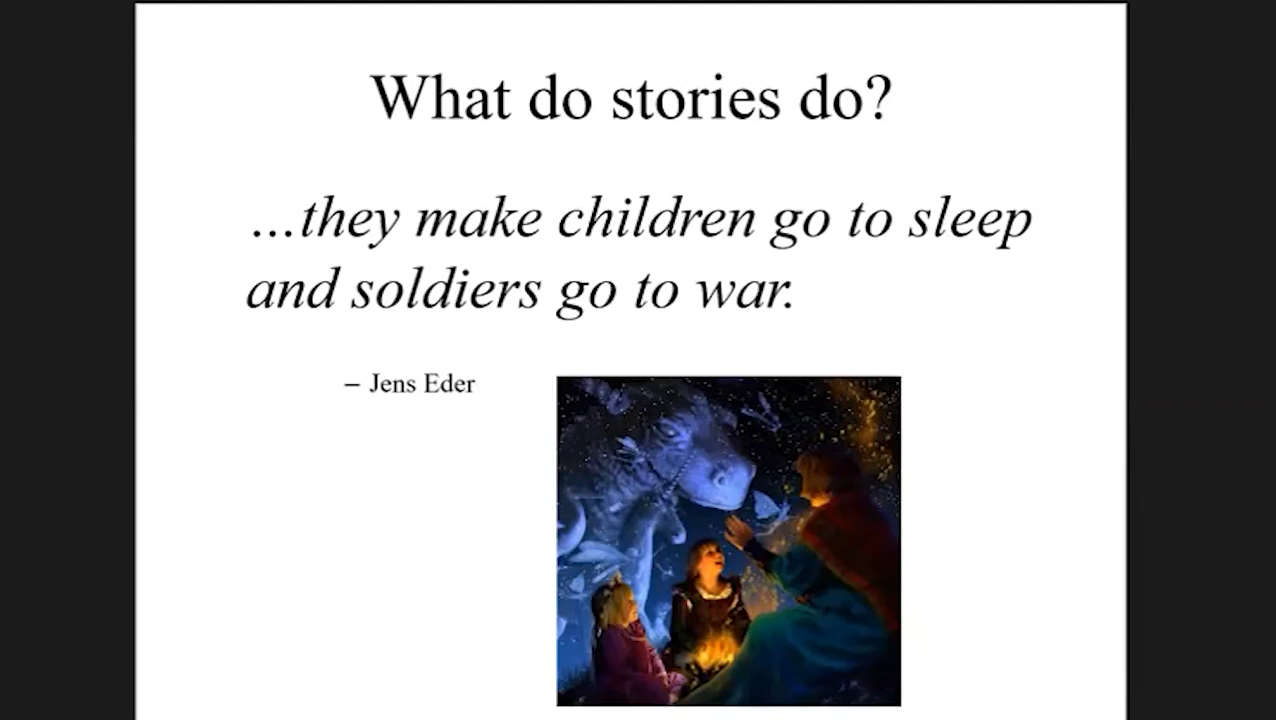 What do stories do?
...they make children go to sleep
and soldiers go to war.
– Jens Eder